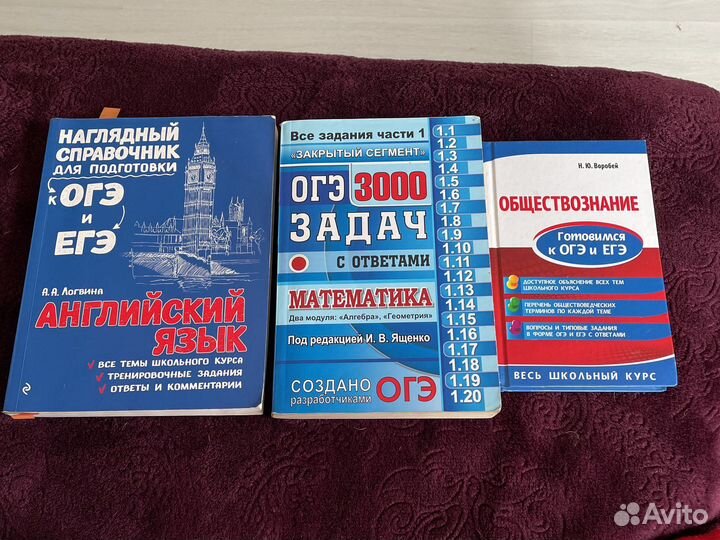 НАГЛЯДНЫЙ
СПРАВОЧНИК
ДЛЯ ПОДГОТОВКИ
к ОГЭ
и
ЕГЭ
А.А. Логвина
АНГЛИЙСКИЙ
ЯЗЫК
ВСЕ ТЕМЫ ШКОЛЬНОГО КУРСА
ТРЕНИРОВОЧНЫЕ ЗАДАНИЯ
ОТВЕТЫ И КОММЕНТАРИИ
Все задания части 1
«ЗАКРЫТЫЙ СЕГМЕНТ»
ОГЭ 3000
ЗАДАЧ
С ОТВЕТАМИ
МАТЕМАТИКА
Два модуля: «Алгебра», «Геометрия»
Под редакцией И. В. Ященко
СОЗДАНО
разработчиками ОГЭ
1.1
1.2
1.3
1.4
1.5
1.6
1.7
1.8
1.9
1.10
1.11
1.12
1.13
1.14
1.15
1.16
1.17
1.18
1.19
1.20
Н. Ю. Воробей
ОБЩЕСТВОЗНАНИЕ
Готовимся
к ОГЭ и ЕГЭ
ДОСТУПНОЕ ОБЪЯСНЕНИЕ ВСЕХ ТЕМ
ШКОЛЬНОГО КУРСА
ПЕРЕЧЕНЬ ОБЩЕСТВОВЕДЧЕСКИХ
ТЕРМИНОВ ПО КАЖДОЙ ТЕМЕ
ВОПРОСЫ И ТИПОВЫЕ ЗАДАНИЯ
В ФОРМЕ ОГЭ И ЕГЭ С ОТВЕТАМИ
ВЕСЬ ШКОЛЬНЫЙ КУРС
Avito